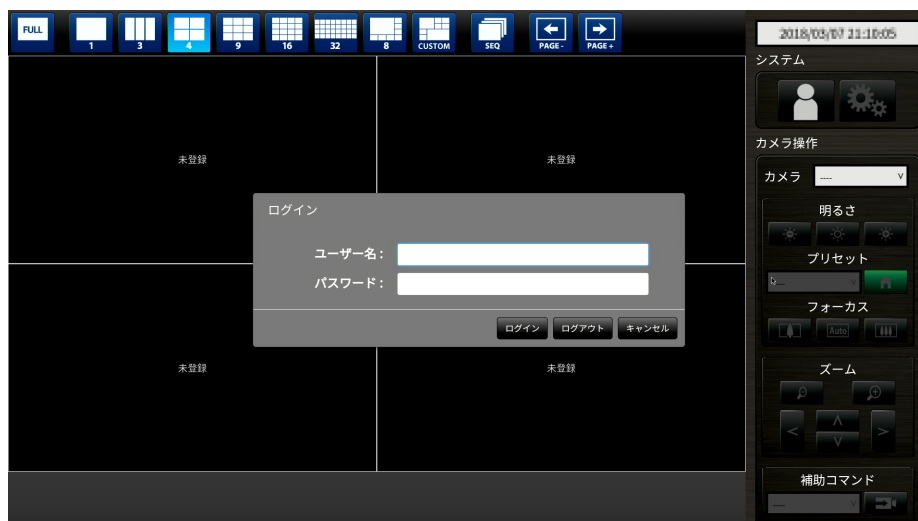 FULL
1
3
4
9
16
32
8
CUSTOM
SEQ
PAGE -
PAGE +
2018/03/07 21:10:05
システム
カメラ操作
カメラ
----
明るさ
プリセット
----
フォーカス
Auto
ズーム
補助コマンド
----
未登録
未登録
ログイン
ユーザー名 :
パスワード :
ログイン
ログアウト
キャンセル
未登録
未登録